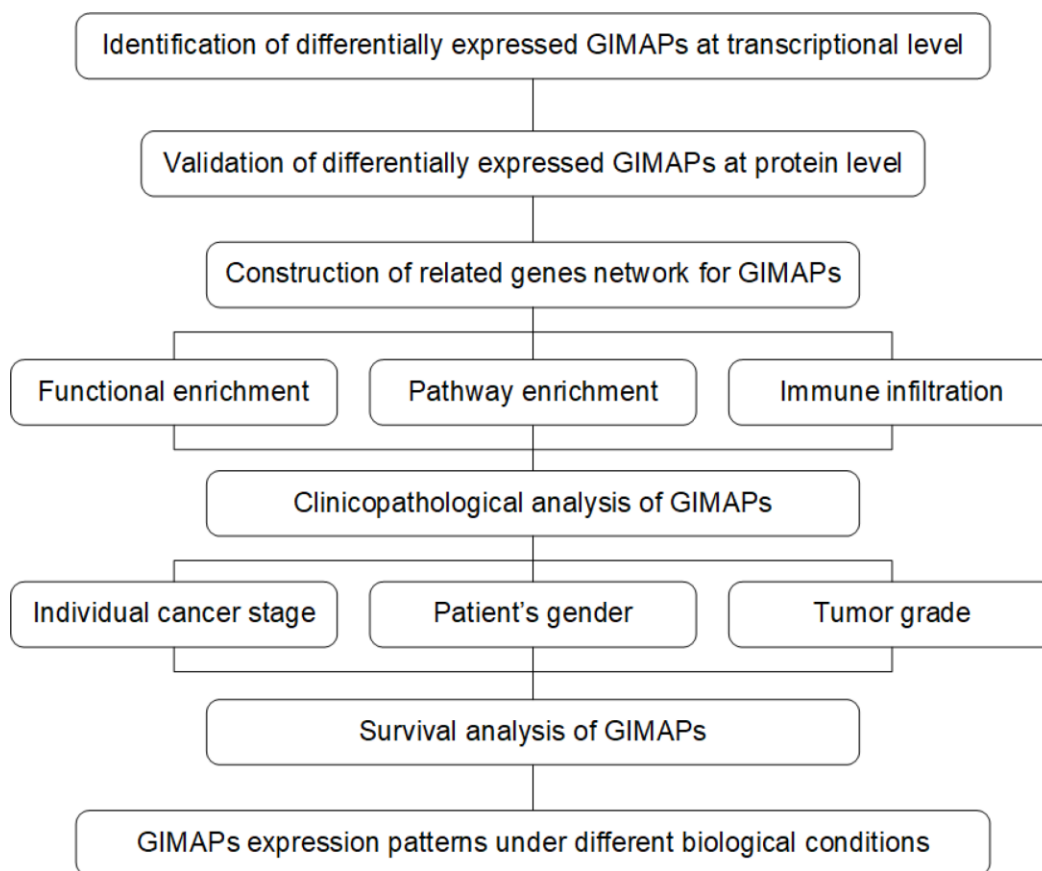 Identification of differentially expressed GIMAPs at transcriptional level
Validation of differentially expressed GIMAPs at protein level
Construction of related genes network for GIMAPs
Functional enrichment
Pathway enrichment
Immune infiltration
Clinicopathological analysis of GIMAPs
Individual cancer stage
Patient’s gender
Tumor grade
Survival analysis of GIMAPs
GIMAPs expression patterns under different biological conditions